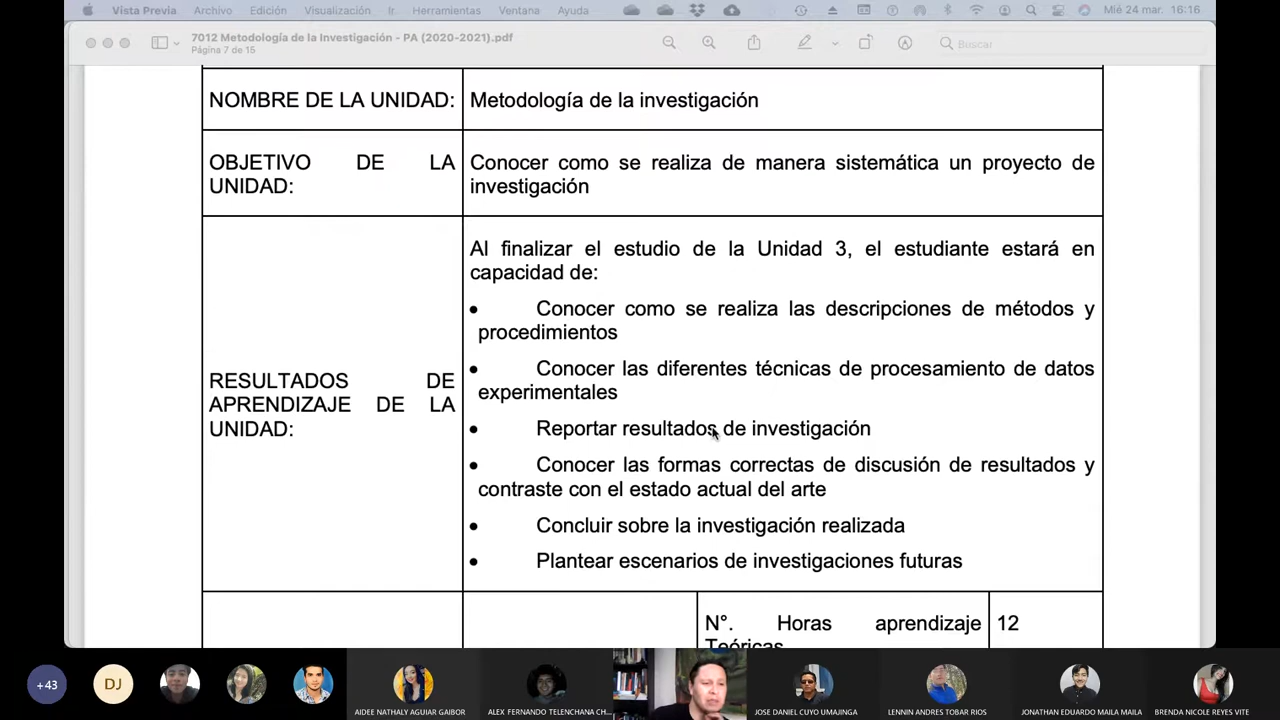 Vista Previa Archivo Edición Visualización Ir Herramientas Ventana Ayuda Mié 24 mar. 16:16
7012 Metodología de la Investigación - PA (2020-2021).pdf
Página 7 de 15
Buscar
NOMBRE DE LA UNIDAD: Metodología de la investigación
OBJETIVO DE LA UNIDAD:
Conocer como se realiza de manera sistemática un proyecto de
investigación
RESULTADOS DE
APRENDIZAJE DE LA
UNIDAD:
Al finalizar el estudio de la Unidad 3, el estudiante estará en
capacidad de:
• Conocer como se realiza las descripciones de métodos y
procedimientos
• Conocer las diferentes técnicas de procesamiento de datos
experimentales
• Reportar resultados de investigación
• Conocer las formas correctas de discusión de resultados y
contraste con el estado actual del arte
• Concluir sobre la investigación realizada
• Plantear escenarios de investigaciones futuras
N°. Horas aprendizaje 12
Teóricas
+43
DJ
AIDEE NATHALY AGUIAR GAIBOR
ALEX FERNANDO TELENCHANA CH...
JOSE DANIEL CUYO UMAJINGA
LENNIN ANDRES TOBAR RIOS
JONATHAN EDUARDO MAILA MAILA
BRENDA NICOLE REYES VITE